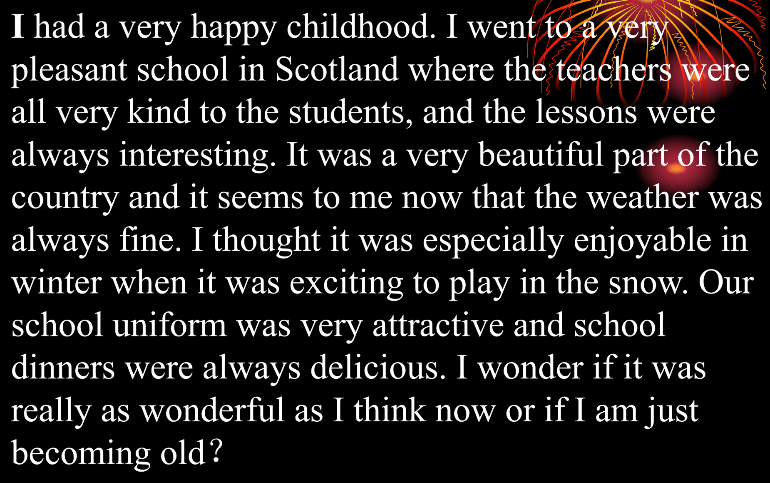 I had a very happy childhood. I went to a very
pleasant school in Scotland where the teachers were
all very kind to the students, and the lessons were
always interesting. It was a very beautiful part of the
country and it seems to me now that the weather was
always fine. I thought it was especially enjoyable in
winter when it was exciting to play in the snow. Our
school uniform was very attractive and school
dinners were always delicious. I wonder if it was
really as wonderful as I think now or if I am just
becoming old？